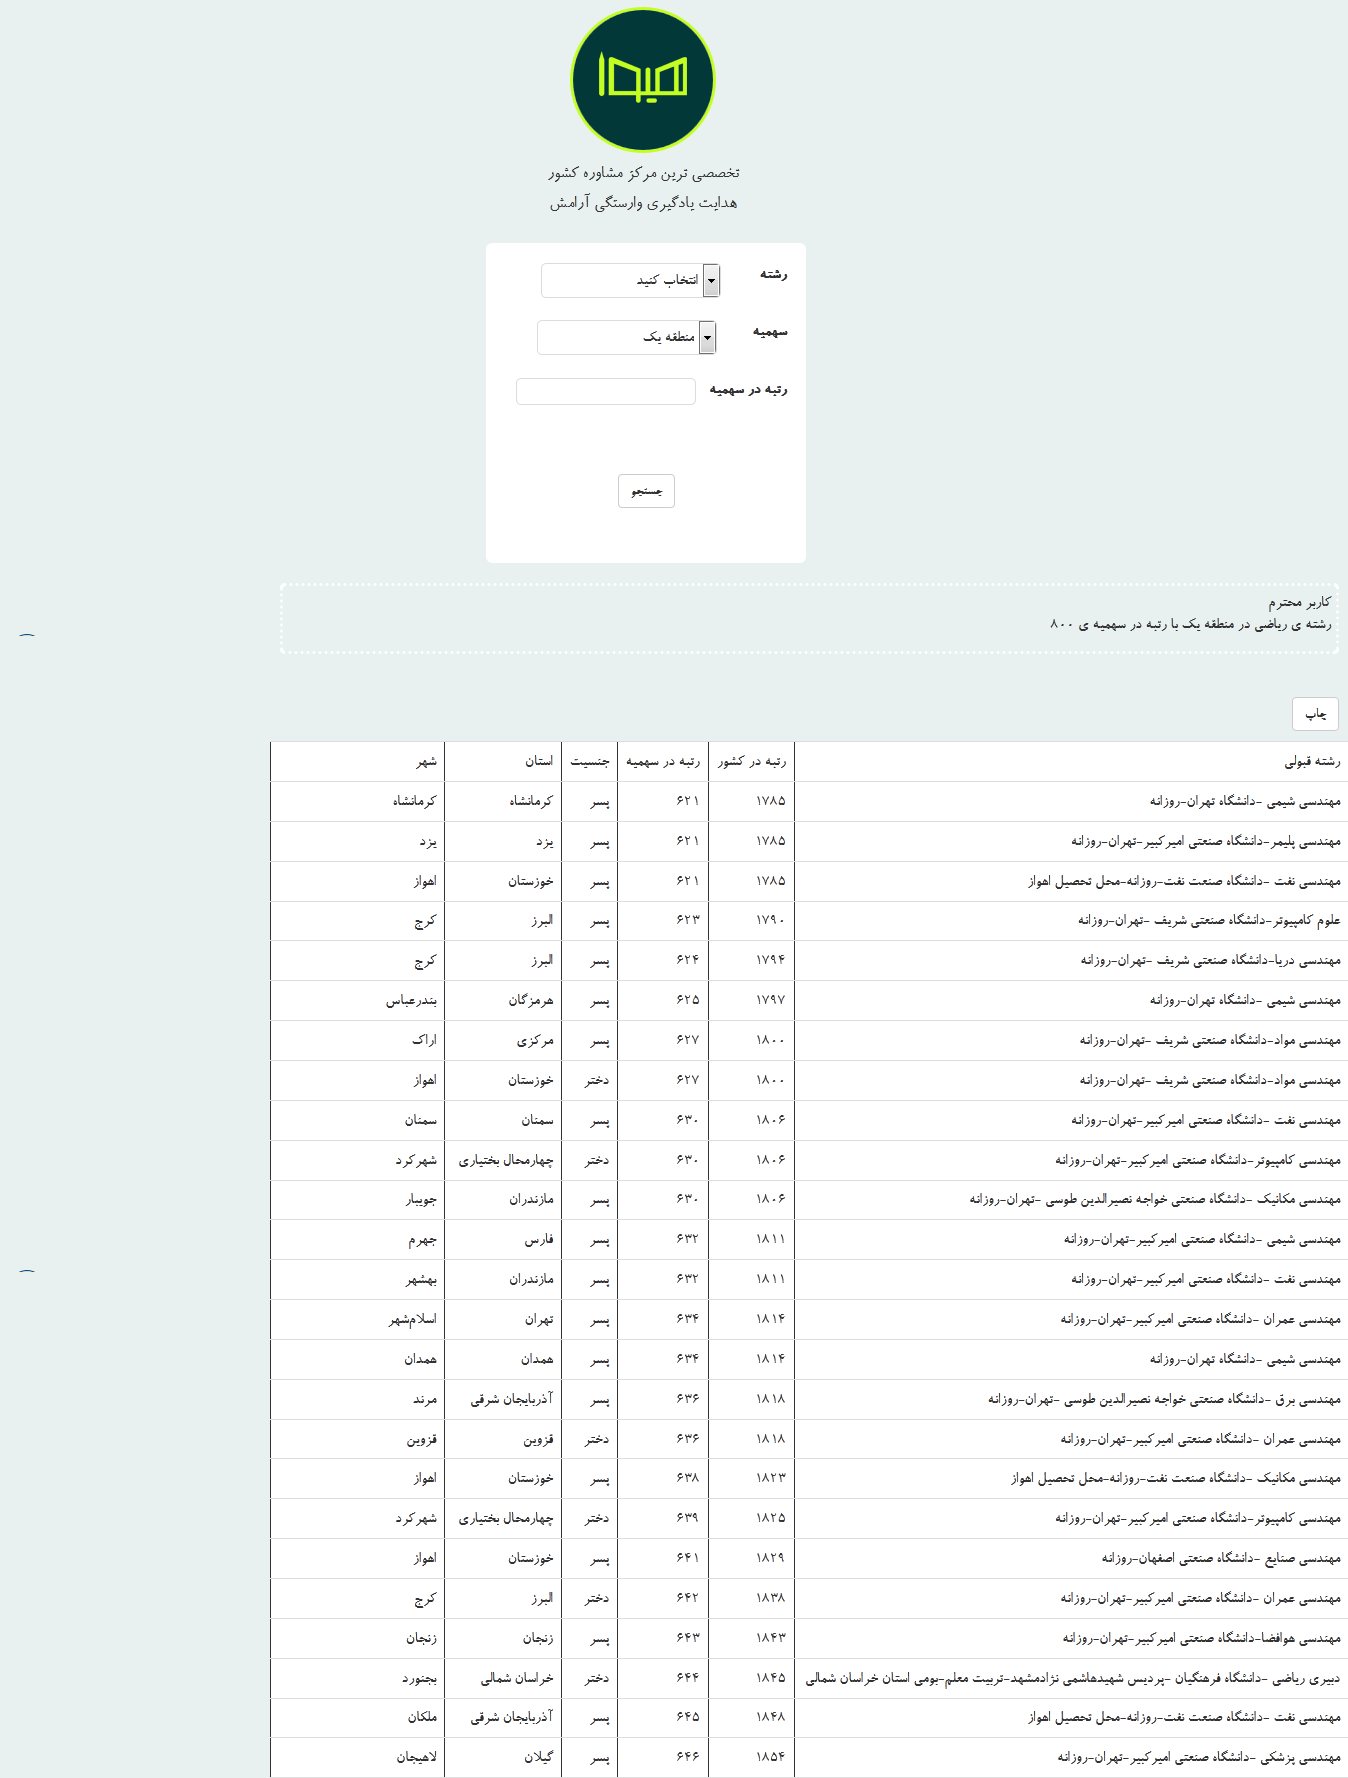 تخصصی ترین مرکز مشاوره کشور
هدایت یادگیری وارستگی آرامش
رشته انتخاب کنید
سهمیه منطقه یک
رتبه در سهمیه
جستجو
کاربر محترم
رشته ی ریاضی در منطقه یک با رتبه در سهمیه ی ۸۰۰
چاپ
رشته قبولی رتبه در کشور رتبه در سهمیه جنسیت استان شهر
مهندسی شیمی -دانشگاه تهران-روزانه ۱۷۸۵ ۶۲۱ پسر کرمانشاه کرمانشاه
مهندسی پلیمر-دانشگاه صنعتی امیرکبیر-تهران-روزانه ۱۷۸۵ ۶۲۱ پسر یزد یزد
مهندسی نفت -دانشگاه صنعت نفت-روزانه-محل تحصیل اهواز ۱۷۸۵ ۶۲۱ پسر خوزستان اهواز
علوم کامپیوتر-دانشگاه صنعتی شریف -تهران-روزانه ۱۷۹۰ ۶۲۳ پسر البرز کرج
مهندسی دریا-دانشگاه صنعتی شریف -تهران-روزانه ۱۷۹۴ ۶۲۴ پسر البرز کرج
مهندسی شیمی -دانشگاه تهران-روزانه ۱۷۹۷ ۶۲۵ پسر هرمزگان بندرعباس
مهندسی مواد-دانشگاه صنعتی شریف -تهران-روزانه ۱۸۰۰ ۶۲۷ پسر مرکزی اراک
مهندسی مواد-دانشگاه صنعتی شریف -تهران-روزانه ۱۸۰۰ ۶۲۷ دختر خوزستان اهواز
مهندسی نفت -دانشگاه صنعتی امیرکبیر-تهران-روزانه ۱۸۰۶ ۶۳۰ پسر سمنان سمنان
مهندسی کامپیوتر-دانشگاه صنعتی امیرکبیر-تهران-روزانه ۱۸۰۶ ۶۳۰ دختر چهارمحال بختیاری شهرکرد
مهندسی مکانیک -دانشگاه صنعتی خواجه نصیرالدین طوسی -تهران-روزانه ۱۸۰۶ ۶۳۰ پسر مازندران جویبار
مهندسی شیمی -دانشگاه صنعتی امیرکبیر-تهران-روزانه ۱۸۱۱ ۶۳۲ پسر فارس جهرم
مهندسی نفت -دانشگاه صنعتی امیرکبیر-تهران-روزانه ۱۸۱۱ ۶۳۲ پسر مازندران بهشهر
مهندسی عمران -دانشگاه صنعتی امیرکبیر-تهران-روزانه ۱۸۱۴ ۶۳۴ پسر تهران اسلام‌شهر
مهندسی شیمی -دانشگاه تهران-روزانه ۱۸۱۴ ۶۳۴ پسر همدان همدان
مهندسی برق -دانشگاه صنعتی خواجه نصیرالدین طوسی -تهران-روزانه ۱۸۱۸ ۶۳۶ پسر آذربایجان شرقی مرند
مهندسی عمران -دانشگاه صنعتی امیرکبیر-تهران-روزانه ۱۸۱۸ ۶۳۶ دختر قزوین قزوین
مهندسی مکانیک -دانشگاه صنعت نفت-روزانه-محل تحصیل اهواز ۱۸۲۳ ۶۳۸ پسر خوزستان اهواز
مهندسی کامپیوتر-دانشگاه صنعتی امیرکبیر-تهران-روزانه ۱۸۲۵ ۶۳۹ دختر چهارمحال بختیاری شهرکرد
مهندسی صنایع -دانشگاه صنعتی اصفهان-روزانه ۱۸۲۹ ۶۴۱ پسر خوزستان اهواز
مهندسی عمران -دانشگاه صنعتی امیرکبیر-تهران-روزانه ۱۸۳۸ ۶۴۲ دختر البرز کرج
مهندسی هوافضا-دانشگاه صنعتی امیرکبیر-تهران-روزانه ۱۸۴۳ ۶۴۳ پسر زنجان زنجان
دبیری ریاضی -دانشگاه فرهنگیان -پردیس شهیدهاشمی نژادمشهد-تربیت معلم-بومی استان خراسان شمالی ۱۸۴۵ ۶۴۴ دختر خراسان شمالی بجنورد
مهندسی نفت -دانشگاه صنعت نفت-روزانه-محل تحصیل اهواز ۱۸۴۸ ۶۴۵ پسر آذربایجان شرقی ملکان
مهندسی پزشکی -دانشگاه صنعتی امیرکبیر-تهران-روزانه ۱۸۵۴ ۶۴۶ پسر گیلان لاهیجان